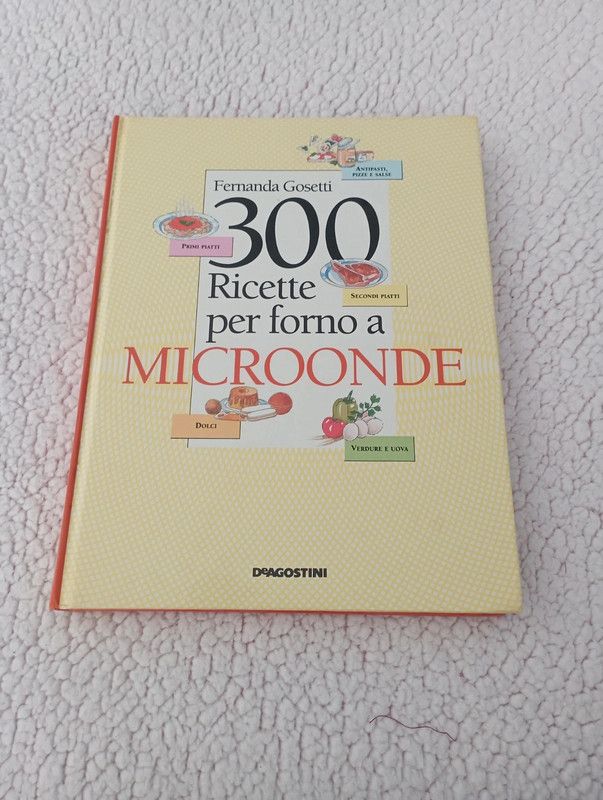 ANTIPASTI,
PIZZE E SALSE
Fernanda Gosetti
300
PRIMI PIATTI
Ricette
SECONDI PIATTI
per forno a
MICROONDE
DOLCI
VERDURE E UOVA
DeAGOSTINI